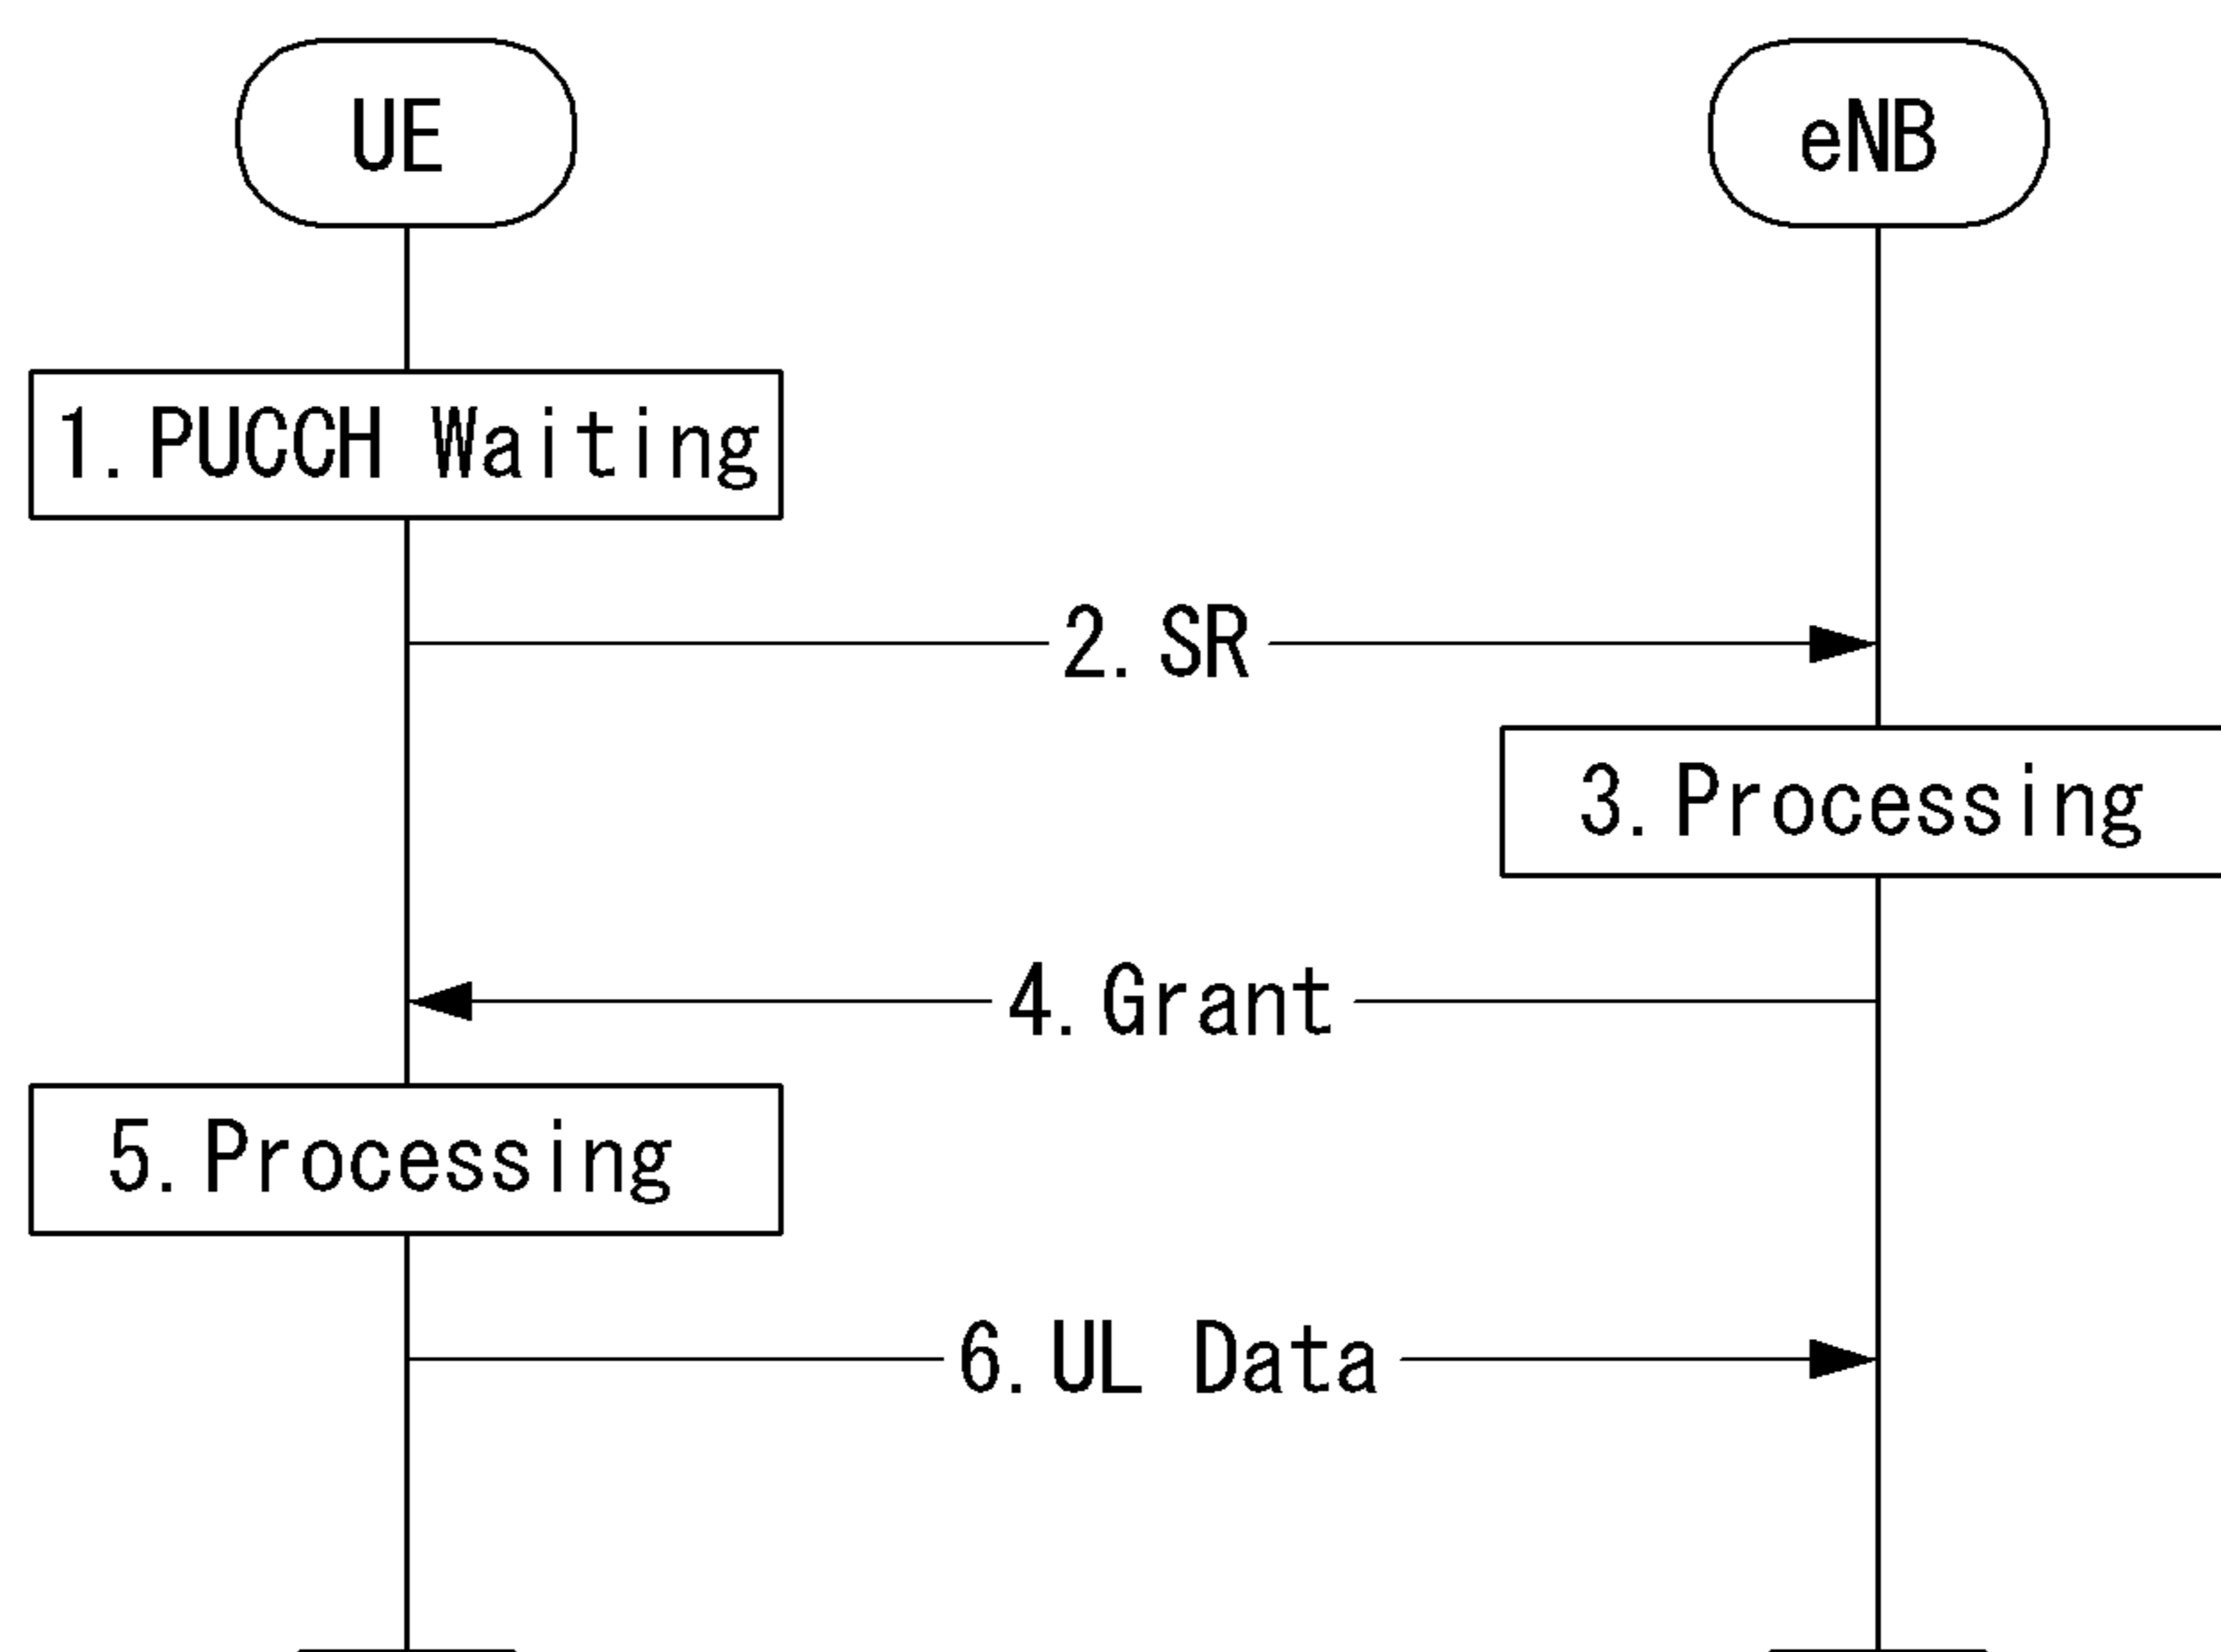 UE
eNB
1.PUCCH Waiting
2.SR
3.Processing
4.Grant
5.Processing
6.UL Data